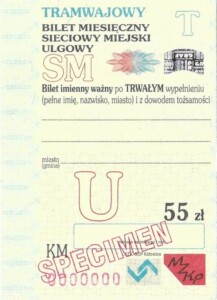 TRAMWAJOWY
BILET MIESIĘCZNY
SIECIOWY MIEJSKI
ULGOWY
T
SM
Bilet imienny ważny po TRWAŁYM wypełnieniu
(pełne imię, nazwisko, miasto) i z dowodem tożsamości
miasto
(gmina)
U
55 zł
KM
SPECIMEN
0000000